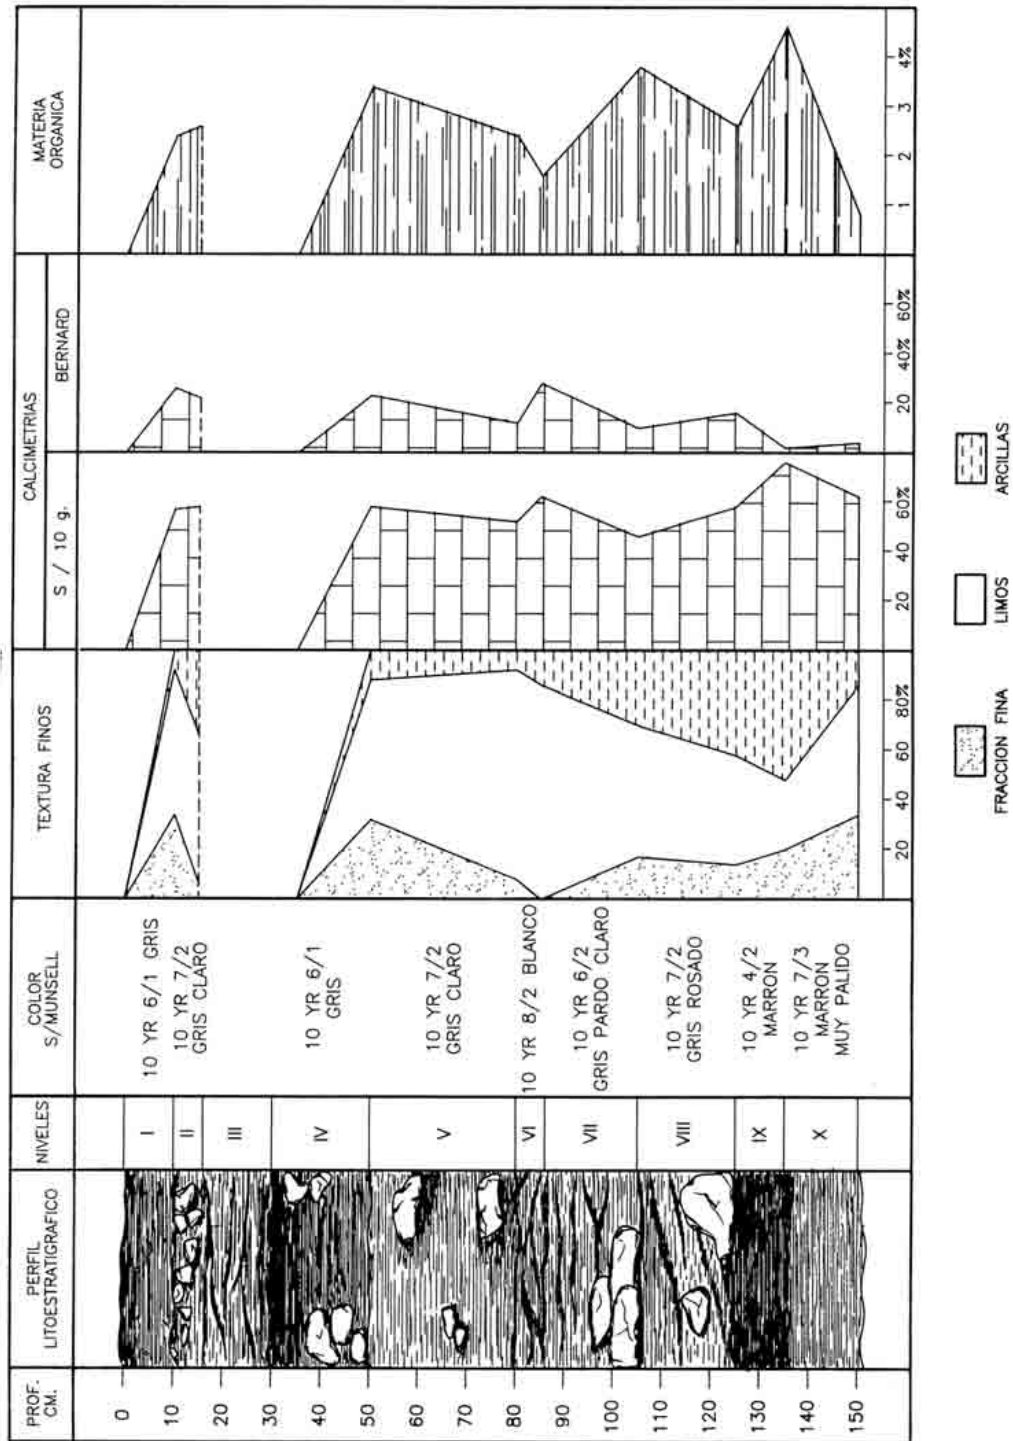 PROF.
CM.
0
10
20
30
40
50
60
70
80
90
100
110
120
130
140
150
PERFIL
LITOESTRATIGRAFICO
NIVELES
I
II
III
IV
V
VI
VII
VIII
IX
X
COLOR
S/MUNSELL
10 YR 6/1 GRIS
10 YR 7/2
GRIS CLARO
10 YR 6/1
GRIS
10 YR 7/2
GRIS CLARO
10 YR 8/2 BLANCO
10 YR 6/2
GRIS PARDO CLARO
10 YR 7/2
GRIS ROSADO
10 YR 4/2
MARRON
10 YR 7/3
MARRON
MUY PALIDO
TEXTURA FINOS
20
40
60
80%
CALCIMETRIAS
S / 10 g.
20
40
60%
BERNARD
20
40%
60%
MATERIA
ORGANICA
1
2
3
4%
FRACCION FINA
LIMOS
ARCILLAS